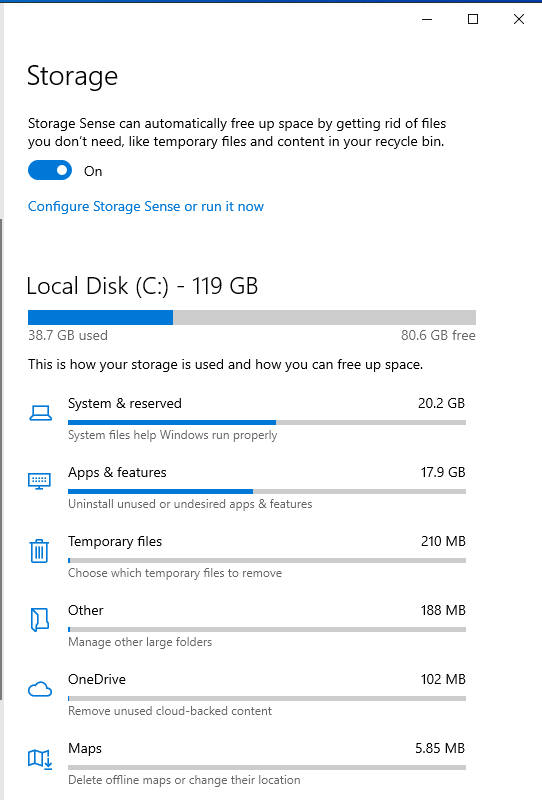 Storage
Storage Sense can automatically free up space by getting rid of files
you don't need, like temporary files and content in your recycle bin.
On
Configure Storage Sense or run it now
Local Disk (C:) - 119 GB
38.7 GB used 80.6 GB free
This is how your storage is used and how you can free up space.
System & reserved 20.2 GB
System files help Windows run properly
Apps & features 17.9 GB
Uninstall unused or undesired apps & features
Temporary files 210 MB
Choose which temporary files to remove
Other 188 MB
Manage other large folders
OneDrive 102 MB
Remove unused cloud-backed content
Maps 5.85 MB
Delete offline maps or change their location